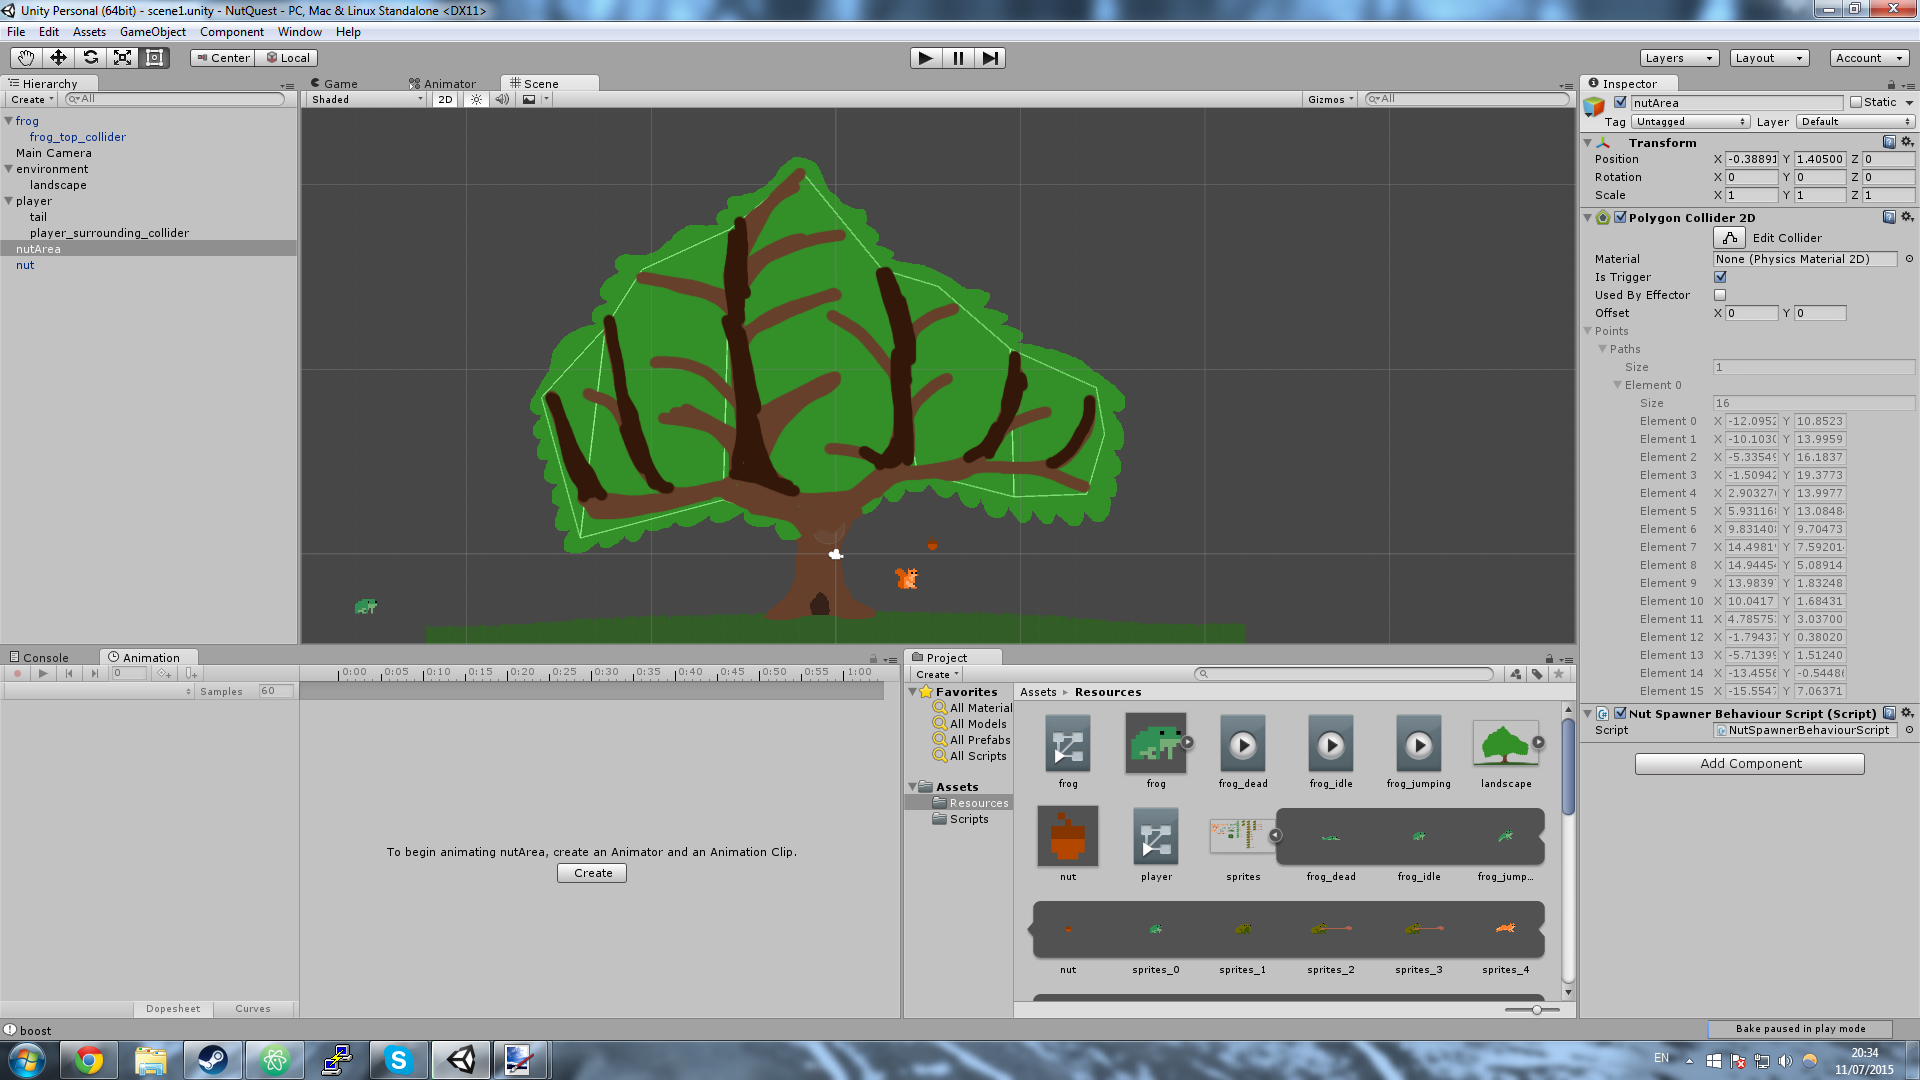 Unity Personal (64bit) - scene1.unity - NutQuest - PC, Mac & Linux Standalone <DX11>
File Edit Assets GameObject Component Window Help
Center Local Layers Layout Account
Hierarchy
Create All
frog
frog_top_collider
Main Camera
environment
landscape
player
tail
player_surrounding_collider
nutArea
nut
Game Animator Scene
Shaded 2D Gizmos All
Inspector
nutArea Static
Tag Untagged Layer Default
Transform
Position X -0.38891 Y 1.40500 Z 0
Rotation X 0 Y 0 Z 0
Scale X 1 Y 1 Z 1
Polygon Collider 2D
Edit Collider
Material None (Physics Material 2D)
Is Trigger
Used By Effector
Offset X 0 Y 0
Points
Paths
Size 1
Element 0
Size 16
Element 0 X -12.0952 Y 10.8523
Element 1 X -10.1030 Y 13.9959
Element 2 X -5.33549 Y 16.1837
Element 3 X -1.50942 Y 19.3773
Element 4 X 2.903270 Y 13.9977
Element 5 X 5.93116 Y 13.0848
Element 6 X 9.83140 Y 9.70473
Element 7 X 14.4981 Y 7.59201
Element 8 X 14.9445 Y 5.08914
Element 9 X 13.9839 Y 1.83248
Element 10 X 10.0417 Y 1.68431
Element 11 X 4.78575 Y 3.03700
Element 12 X -1.79437 Y 0.38020
Element 13 X -5.71399 Y 1.51240
Element 14 X -13.4556 Y -0.5448
Element 15 X -15.5547 Y 7.06371
Nut Spawner Behaviour Script (Script)
Script NutSpawnerBehaviourScript
Add Component
Console Animation
0 0:00 0:05 0:10 0:15 0:20 0:25 0:30 0:35 0:40 0:45 0:50 0:55 1:00
Samples 60
To begin animating nutArea, create an Animator and an Animation Clip.
Create
Dopesheet Curves
Project
Create
Favorites
All Material
All Models
All Prefabs
All Scripts
Assets
Resources
Scripts
Assets Resources
frog frog frog_dead frog_idle frog_jumping landscape
nut player sprites frog_dead frog_idle frog_jump...
nut sprites_0 sprites_1 sprites_2 sprites_3 sprites_4
boost
Bake paused in play mode
EN
20:34
11/07/2015